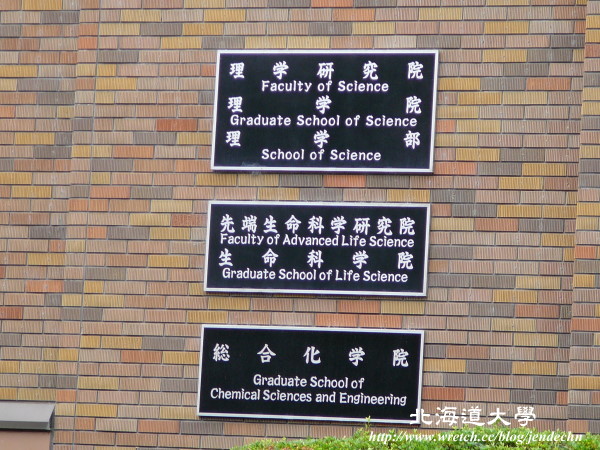 理学研究院
Faculty of Science
理学院
Graduate School of Science
理学部
School of Science
先端生命科学研究院
Faculty of Advanced Life Science
生命科学院
Graduate School of Life Science
総合化学院
Graduate School of
Chemical Sciences and Engineering
北海道大學
http://www.wretch.cc/blog/jendechn